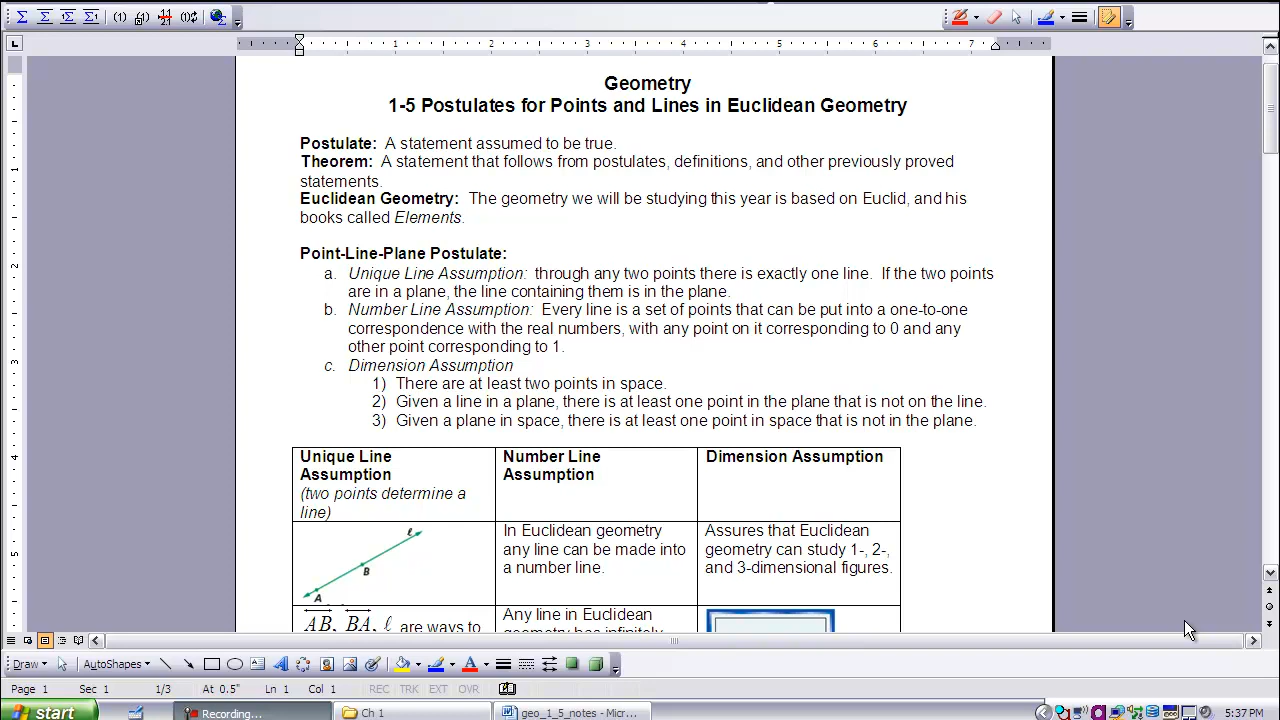 Geometry
1-5 Postulates for Points and Lines in Euclidean Geometry
Postulate: A statement assumed to be true.
Theorem: A statement that follows from postulates, definitions, and other previously proved
statements.
Euclidean Geometry: The geometry we will be studying this year is based on Euclid, and his
books called Elements.
Point-Line-Plane Postulate:
a. Unique Line Assumption: through any two points there is exactly one line. If the two points
are in a plane, the line containing them is in the plane.
b. Number Line Assumption: Every line is a set of points that can be put into a one-to-one
correspondence with the real numbers, with any point on it corresponding to 0 and any
other point corresponding to 1.
c. Dimension Assumption
1) There are at least two points in space.
2) Given a line in a plane, there is at least one point in the plane that is not on the line.
3) Given a plane in space, there is at least one point in space that is not in the plane.
Unique Line
Assumption
(two points determine a
line)
Number Line
Assumption
Dimension Assumption
ℓ
B
A
In Euclidean geometry
any line can be made into
a number line.
Assures that Euclidean
geometry can study 1-, 2-,
and 3-dimensional figures.
AB, BA, ℓ are ways to
Any line in Euclidean
geometry has infinitely
Draw AutoShapes
Page 1 Sec 1 1/3 At 0.5" Ln 1 Col 1 REC TRK EXT OVR
start Recording... Ch 1 geo_1_5_notes - Micr... 5:37 PM